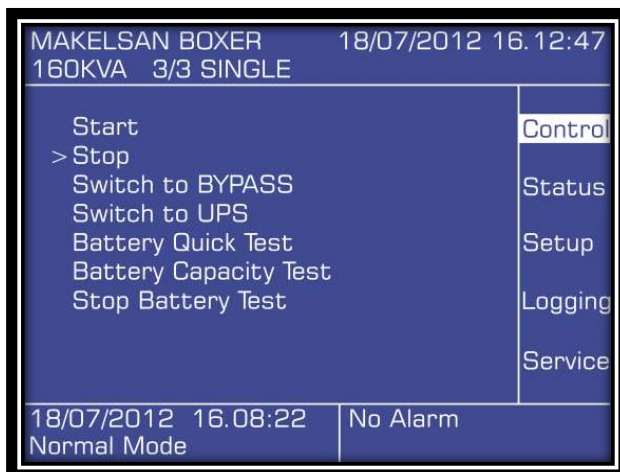 MAKELSAN BOXER 18/07/2012 16.12:47
160KVA 3/3 SINGLE
Start
>Stop
Switch to BYPASS
Switch to UPS
Battery Quick Test
Battery Capacity Test
Stop Battery Test
Control
Status
Setup
Logging
Service
18/07/2012 16.08:22
Normal Mode
No Alarm